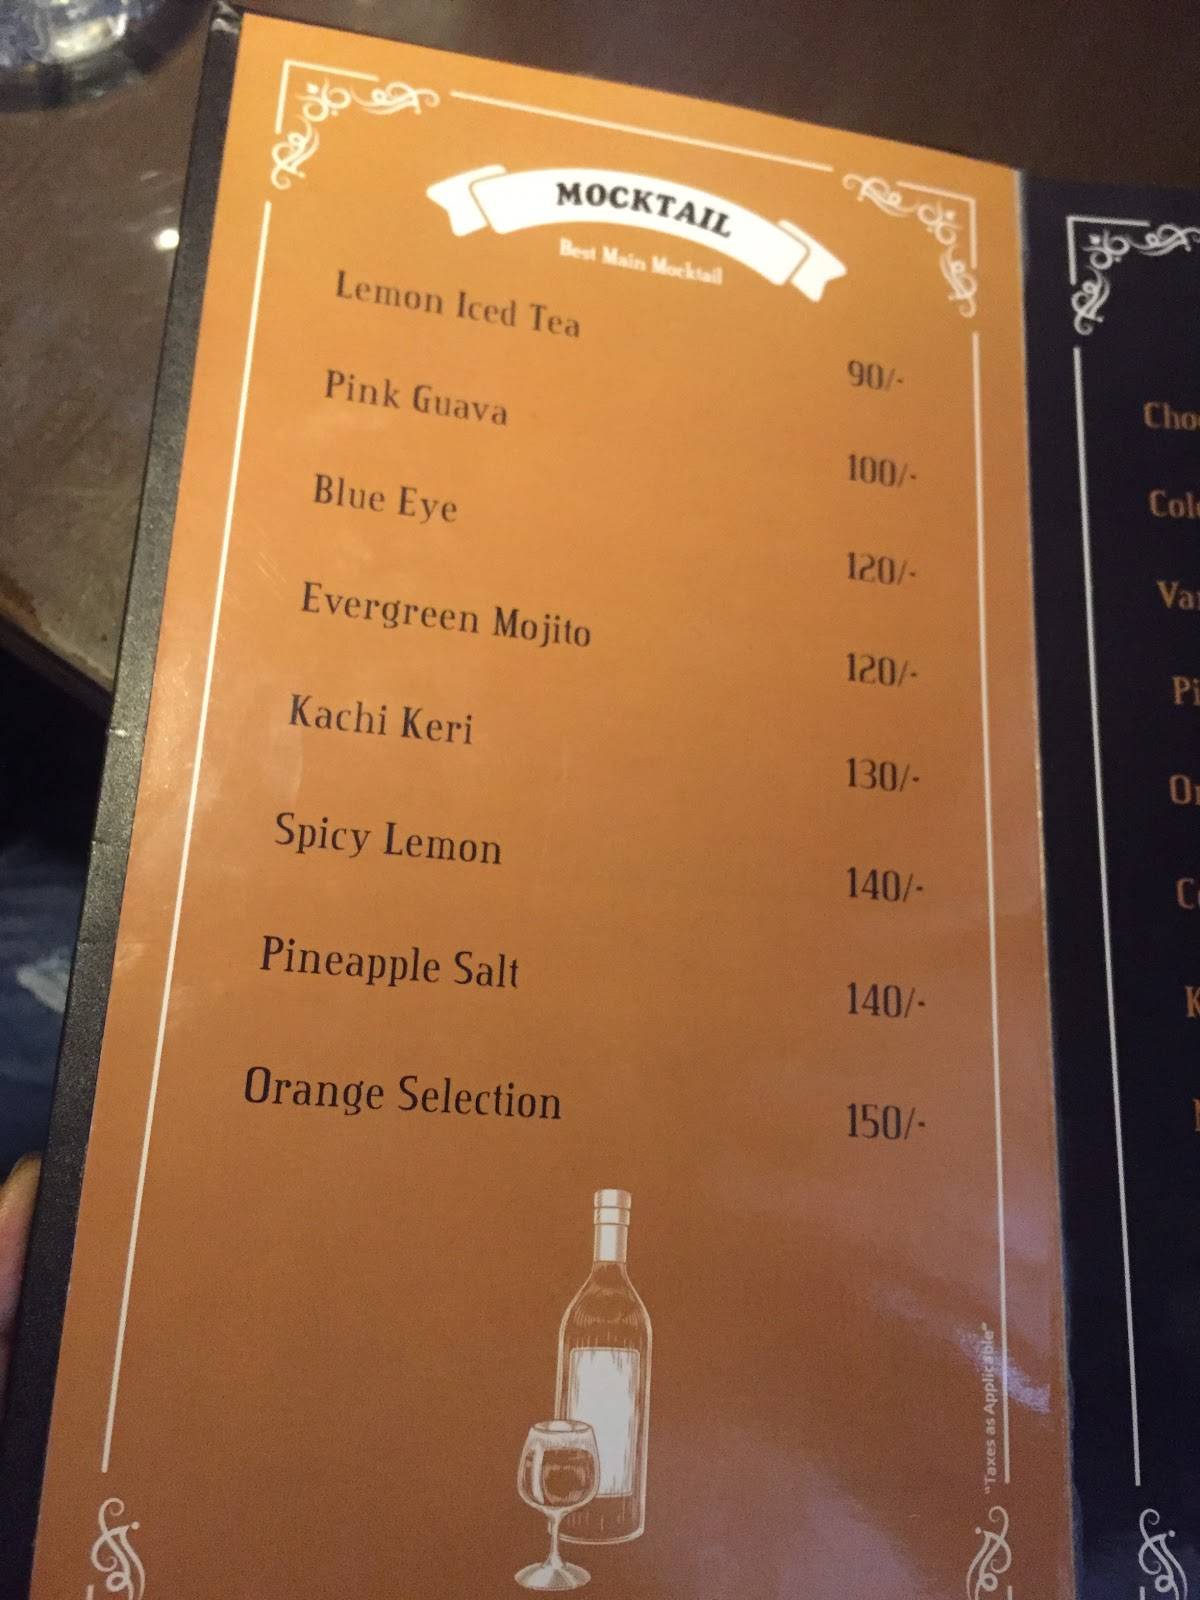 MOCKTAIL
Best Main Mocktail
Lemon Iced Tea 90/-
Pink Guava 100/-
Blue Eye 120/-
Evergreen Mojito 120/-
Kachi Keri 130/-
Spicy Lemon 140/-
Pineapple Salt 140/-
Orange Selection 150/-
"Taxes as Applicable"